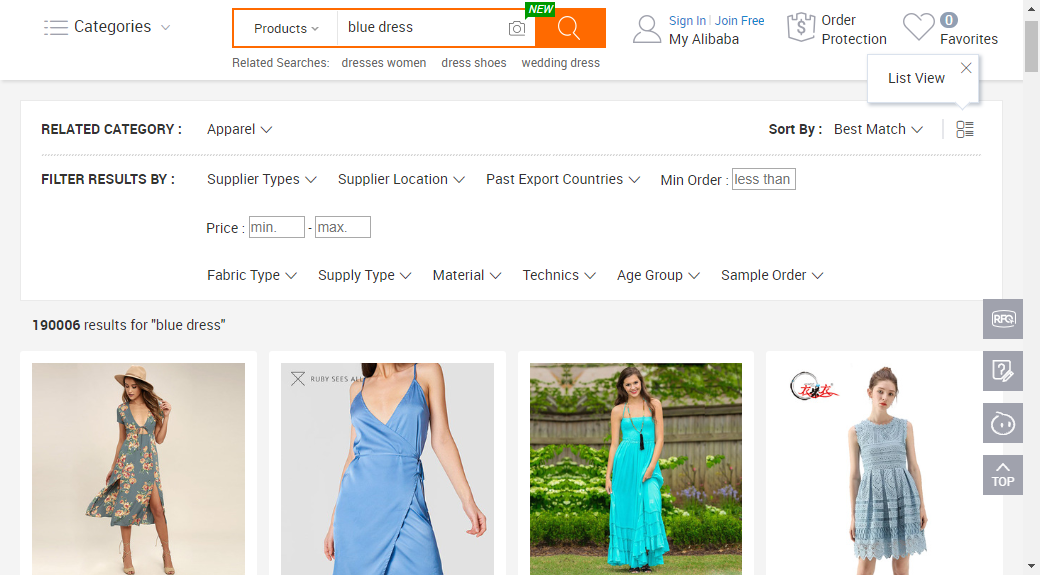 Categories
Products
blue dress
NEW
Sign In | Join Free
My Alibaba
Order
Protection
0
Favorites
Related Searches: dresses women dress shoes wedding dress
List View
RELATED CATEGORY : Apparel
Sort By : Best Match
FILTER RESULTS BY : Supplier Types Supplier Location Past Export Countries Min Order : less than
Price : min. - max.
Fabric Type Supply Type Material Technics Age Group Sample Order
190006 results for "blue dress"
RFQ
RUBY SEES ALL
TOP